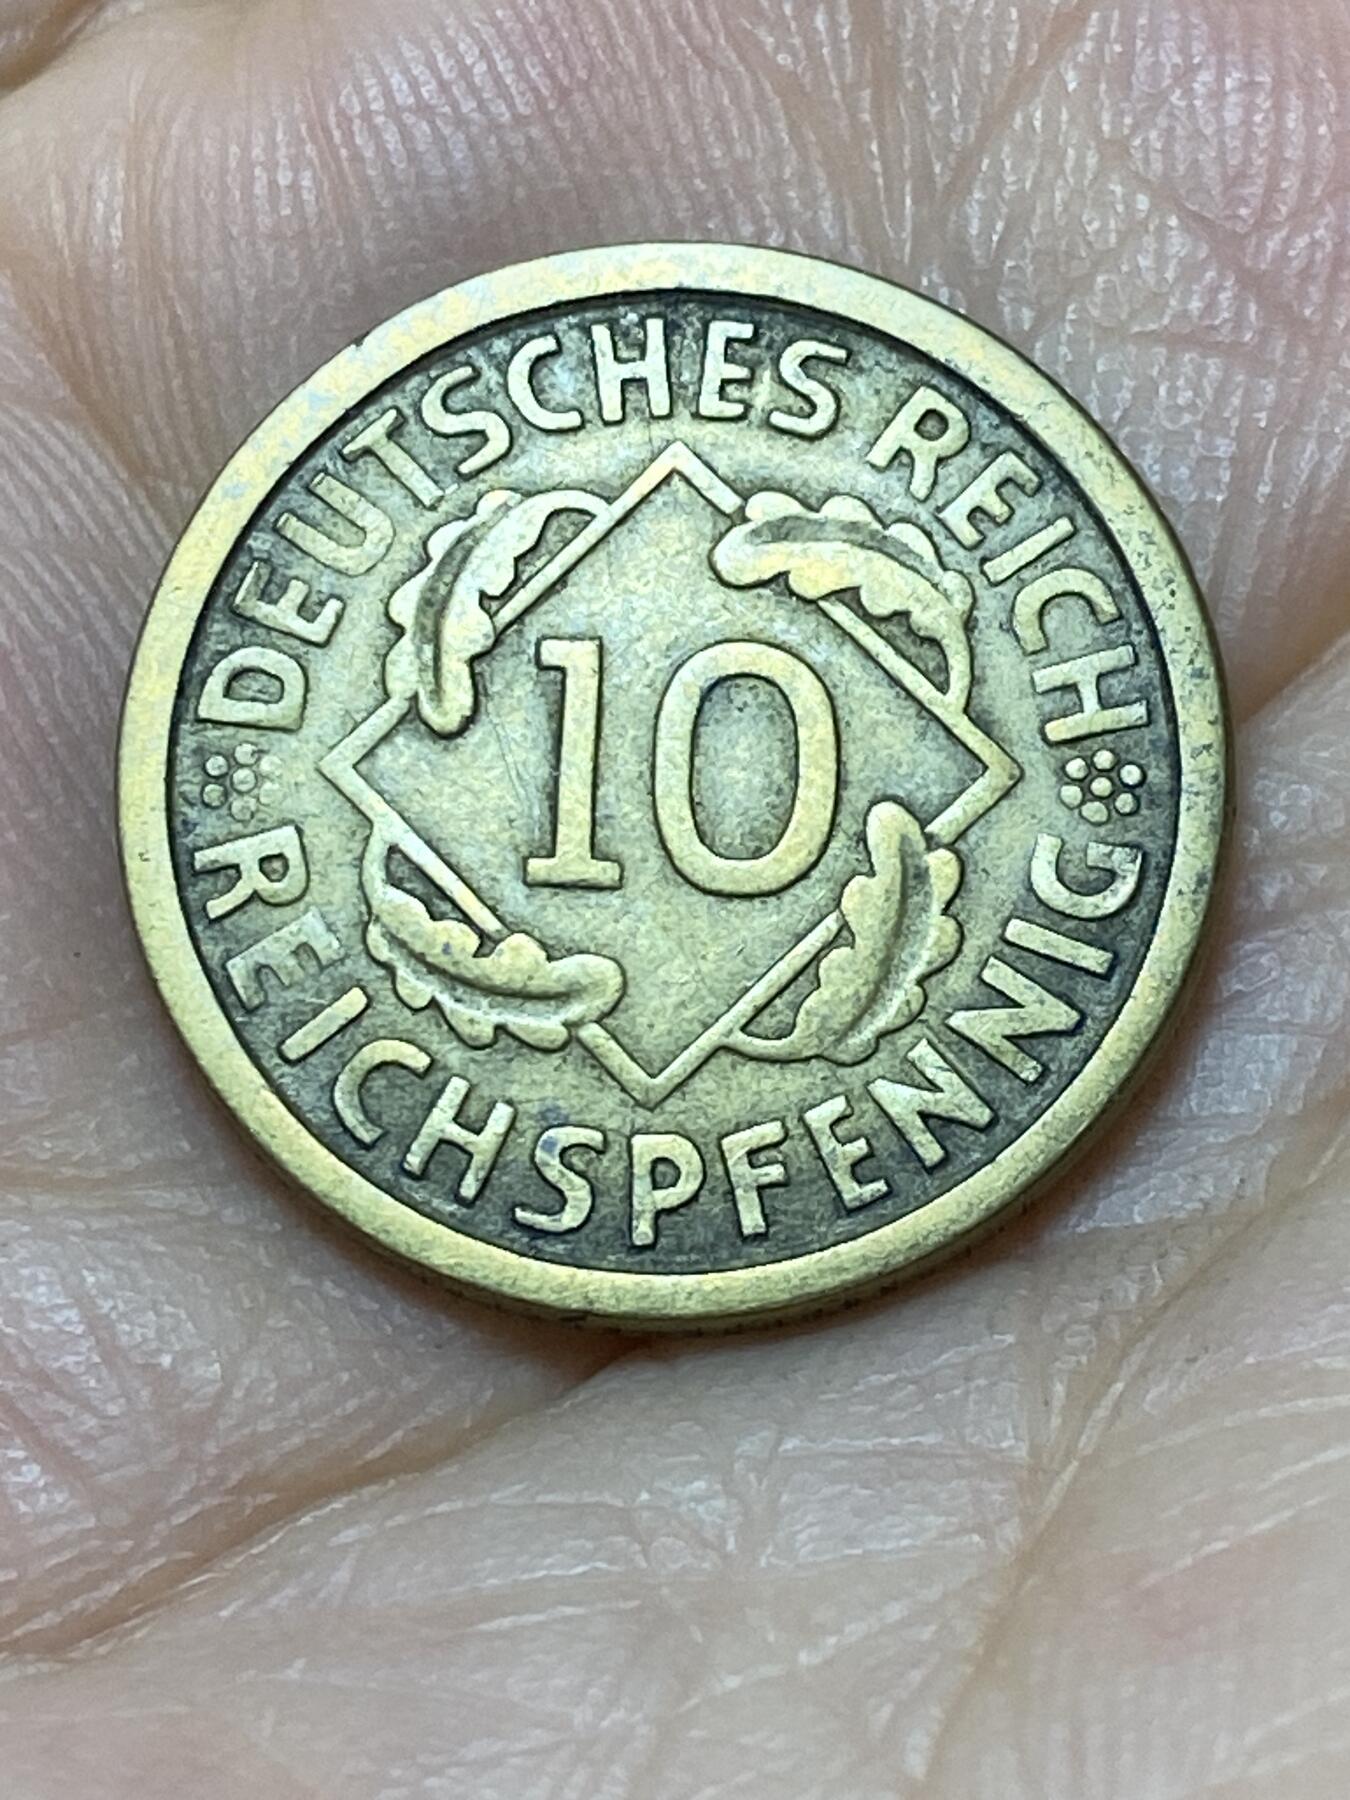 DEUTSCHES REICH
10
REICHSPFENNIG